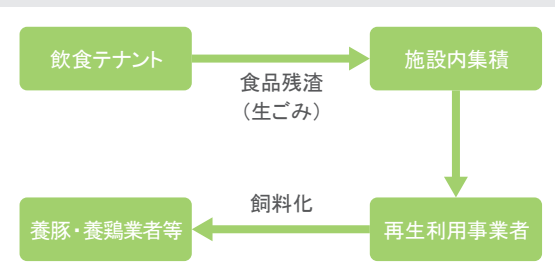 飲食テナント
施設内集積
食品残渣
（生ごみ）
飼料化
養豚・養鶏業者等
再生利用事業者